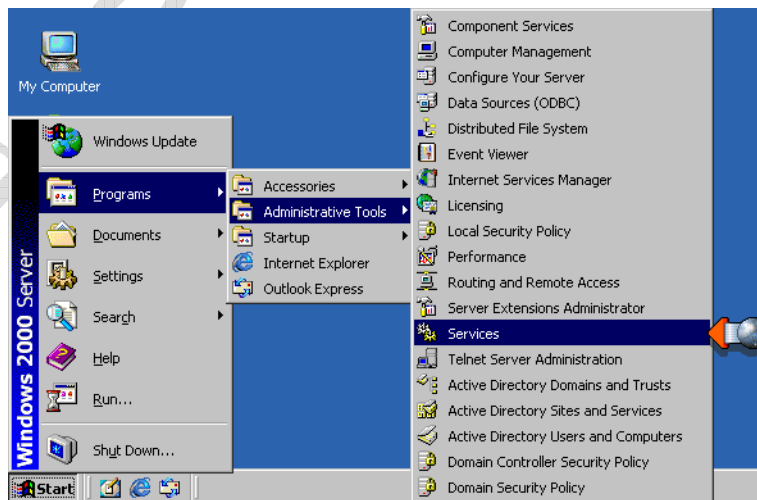 My Computer
Windows Update
Programs
Documents
Settings
Search
Help
Run...
Shut Down...
Windows 2000 Server
Start
Accessories
Administrative Tools
Startup
Internet Explorer
Outlook Express
Component Services
Computer Management
Configure Your Server
Data Sources (ODBC)
Distributed File System
Event Viewer
Internet Services Manager
Licensing
Local Security Policy
Performance
Routing and Remote Access
Server Extensions Administrator
Services
Telnet Server Administration
Active Directory Domains and Trusts
Active Directory Sites and Services
Active Directory Users and Computers
Domain Controller Security Policy
Domain Security Policy